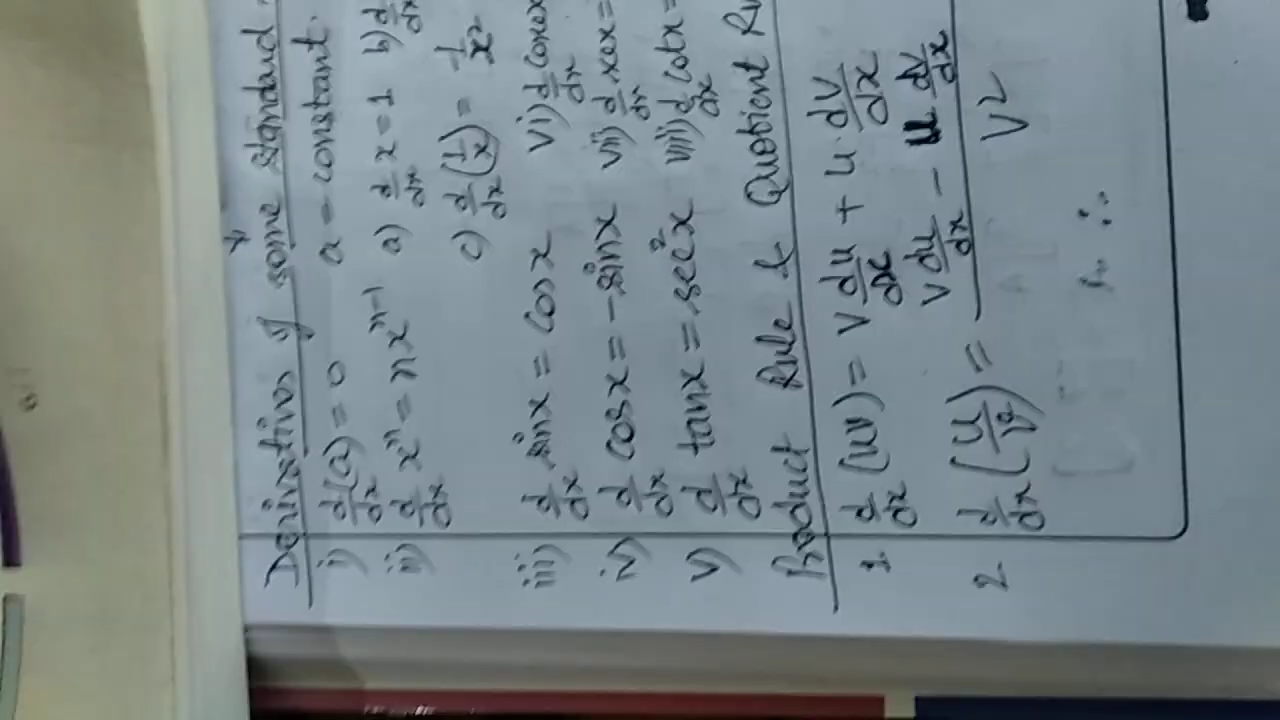 Derivatives of some standard
i) d/dx (a) = 0 a - constant.
ii) d/dx xⁿ = nxⁿ⁻¹ a) d/dx x = 1 b) d/dx
c) d/dx (1/x) = -1/x²
iii) d/dx sinx = cosx vi) d/dx cosex
iv) d/dx cosx = -sinx vii) d/dx secx =
v) d/dx tanx = sec²x viii) d/dx cotx =
Product Rule & Quotient Ru
1 d/dx (uv) = v du/dx + u. dv/dx
2 d/dx (u/v) = (v du/dx - u dv/dx)/v²